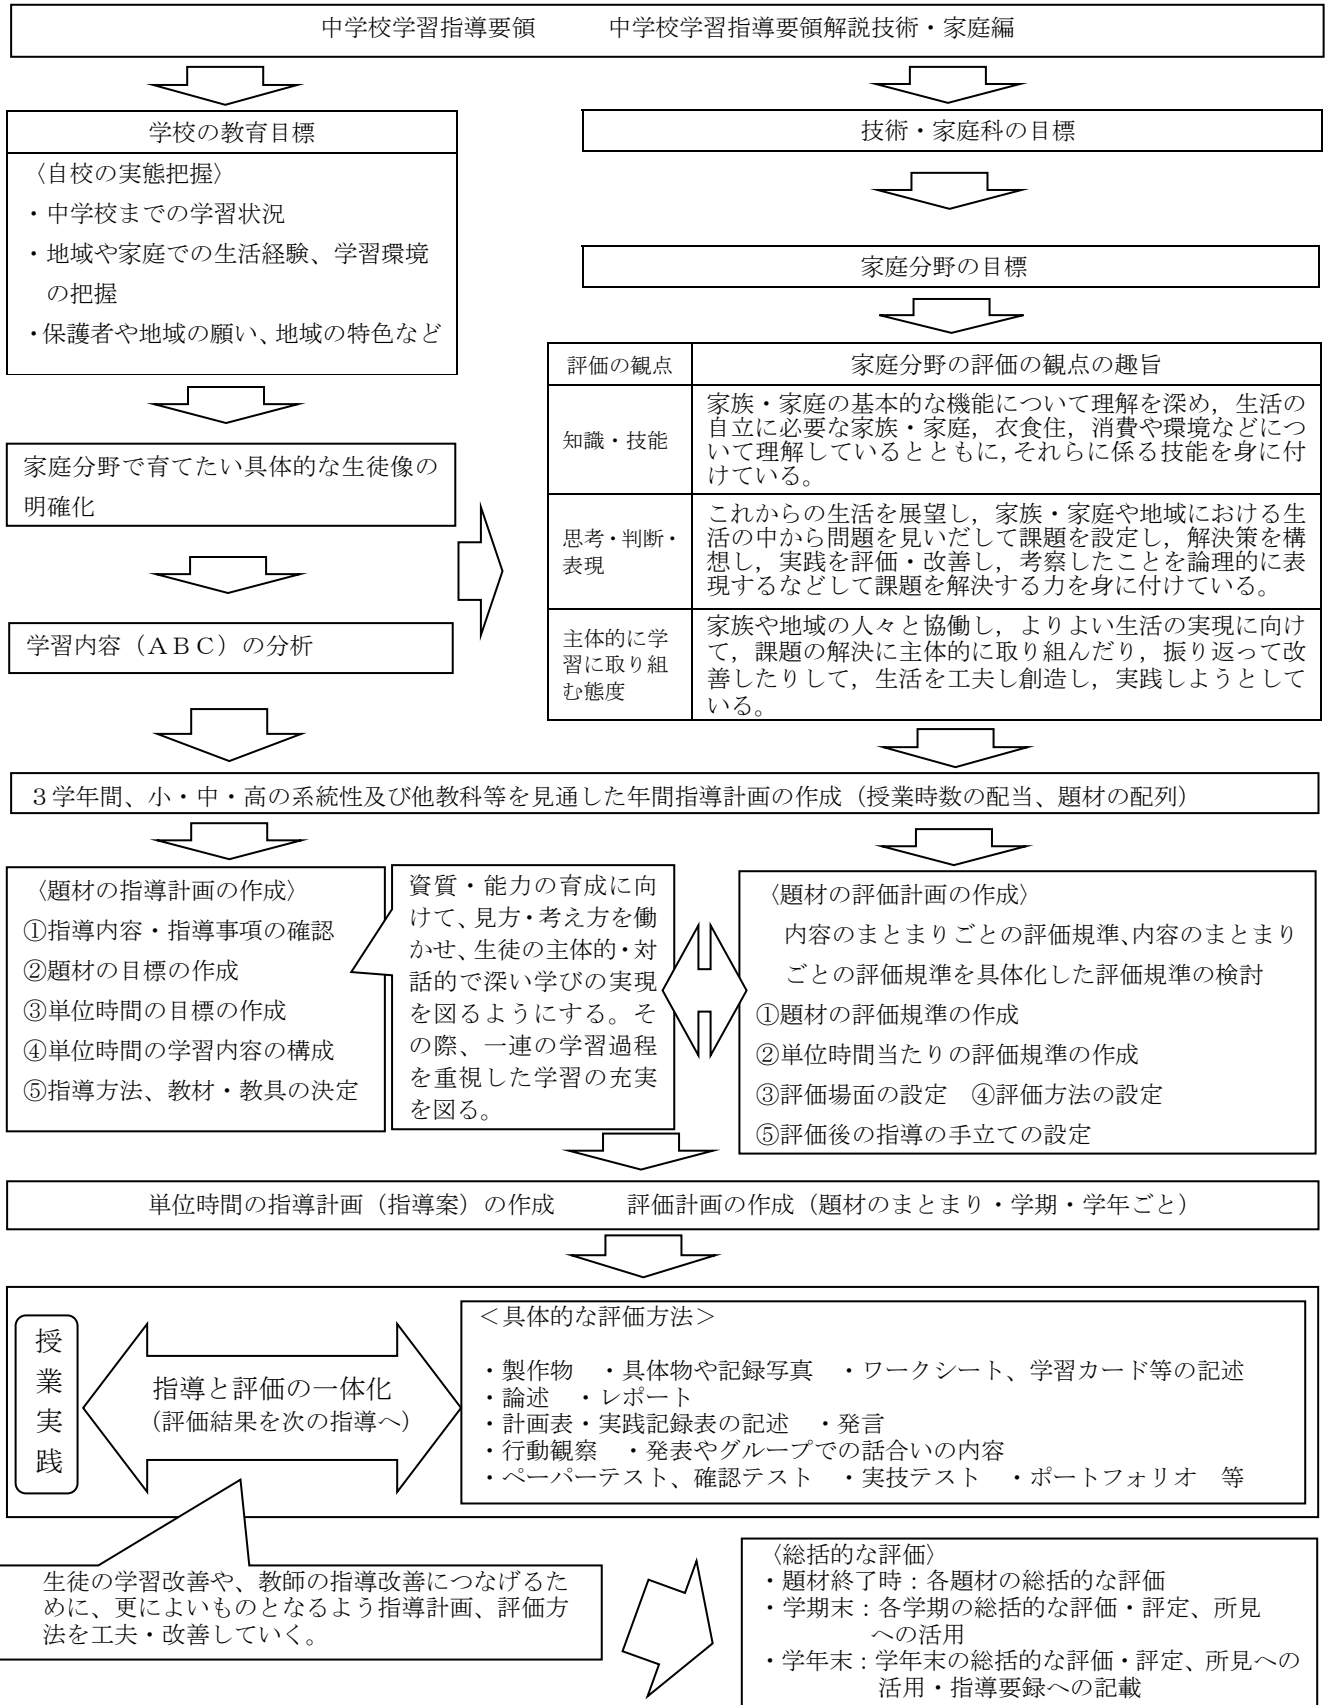 中学校学習指導要領　　　中学校学習指導要領解説技術・家庭編
学校の教育目標
〈自校の実態把握〉
・中学校までの学習状況
・地域や家庭での生活経験、学習環境
の把握
・保護者や地域の願い、地域の特色など
家庭分野で育てたい具体的な生徒像の
明確化
学習内容（ＡＢＣ）の分析
技術・家庭科の目標
家庭分野の目標
評価の観点　家庭分野の評価の観点の趣旨
知識・技能
家族・家庭の基本的な機能について理解を深め，生活の
自立に必要な家族・家庭，衣食住，消費や環境などにつ
いて理解しているとともに,それらに係る技能を身に付
けている。
思考・判断・
表現
これからの生活を展望し，家族・家庭や地域における生
活の中から問題を見いだして課題を設定し，解決策を構
想し，実践を評価・改善し，考察したことを論理的に表
現するなどして課題を解決する力を身に付けている。
主体的に学
習に取り組
む態度
家族や地域の人々と協働し，よりよい生活の実現に向け
て，課題の解決に主体的に取り組んだり，振り返って改
善したりして，生活を工夫し創造し，実践しようとして
いる。
３学年間、小・中・高の系統性及び他教科等を見通した年間指導計画の作成（授業時数の配当、題材の配列）
〈題材の指導計画の作成〉
①指導内容・指導事項の確認
②題材の目標の作成
③単位時間の目標の作成
④単位時間の学習内容の構成
⑤指導方法、教材・教具の決定
資質・能力の育成に向
けて、見方・考え方を働
かせ、生徒の主体的・対
話的で深い学びの実現
を図るようにする。そ
の際、一連の学習過程
を重視した学習の充実
を図る。
〈題材の評価計画の作成〉
内容のまとまりごとの評価規準、内容のまとまり
ごとの評価規準を具体化した評価規準の検討
①題材の評価規準の作成
②単位時間当たりの評価規準の作成
③評価場面の設定　④評価方法の設定
⑤評価後の指導の手立ての設定
単位時間の指導計画（指導案）の作成　　　評価計画の作成（題材のまとまり・学期・学年ごと）
授業実践
指導と評価の一体化
（評価結果を次の指導へ）
＜具体的な評価方法＞
・製作物　・具体物や記録写真　・ワークシート、学習カード等の記述
・論述　・レポート
・計画表・実践記録表の記述　・発言
・行動観察　・発表やグループでの話合いの内容
・ペーパーテスト、確認テスト　・実技テスト　・ポートフォリオ　等
生徒の学習改善や、教師の指導改善につなげるた
めに、更によいものとなるよう指導計画、評価方
法を工夫・改善していく。
〈総括的な評価〉
・題材終了時：各題材の総括的な評価
・学期末：各学期の総括的な評価・評定、所見
への活用
・学年末：学年末の総括的な評価・評定、所見への
活用・指導要録への記載